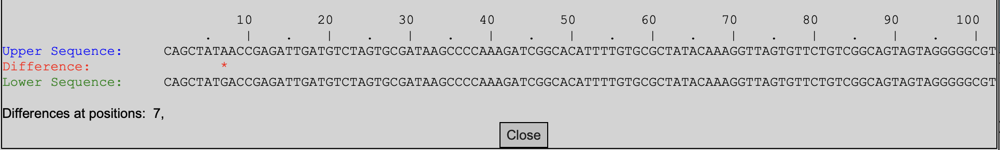 10 20 30 40 50 60 70 80 90 100
. | . | . | . | . | . | . | . | . | . |
Upper Sequence: CAGCTATAACCGAGATTGATGTCTAGTGCGATAAGCCCCAAAGATCGGCACATTTTGTGCGCTATACAAAGGTTAGTGTTCTGTCGGCAGTAGTAGGGGGCGT
Difference: *
Lower Sequence: CAGCTATGACCGAGATTGATGTCTAGTGCGATAAGCCCCAAAGATCGGCACATTTTGTGCGCTATACAAAGGTTAGTGTTCTGTCGGCAGTAGTAGGGGGCGT
Differences at positions: 7,
Close